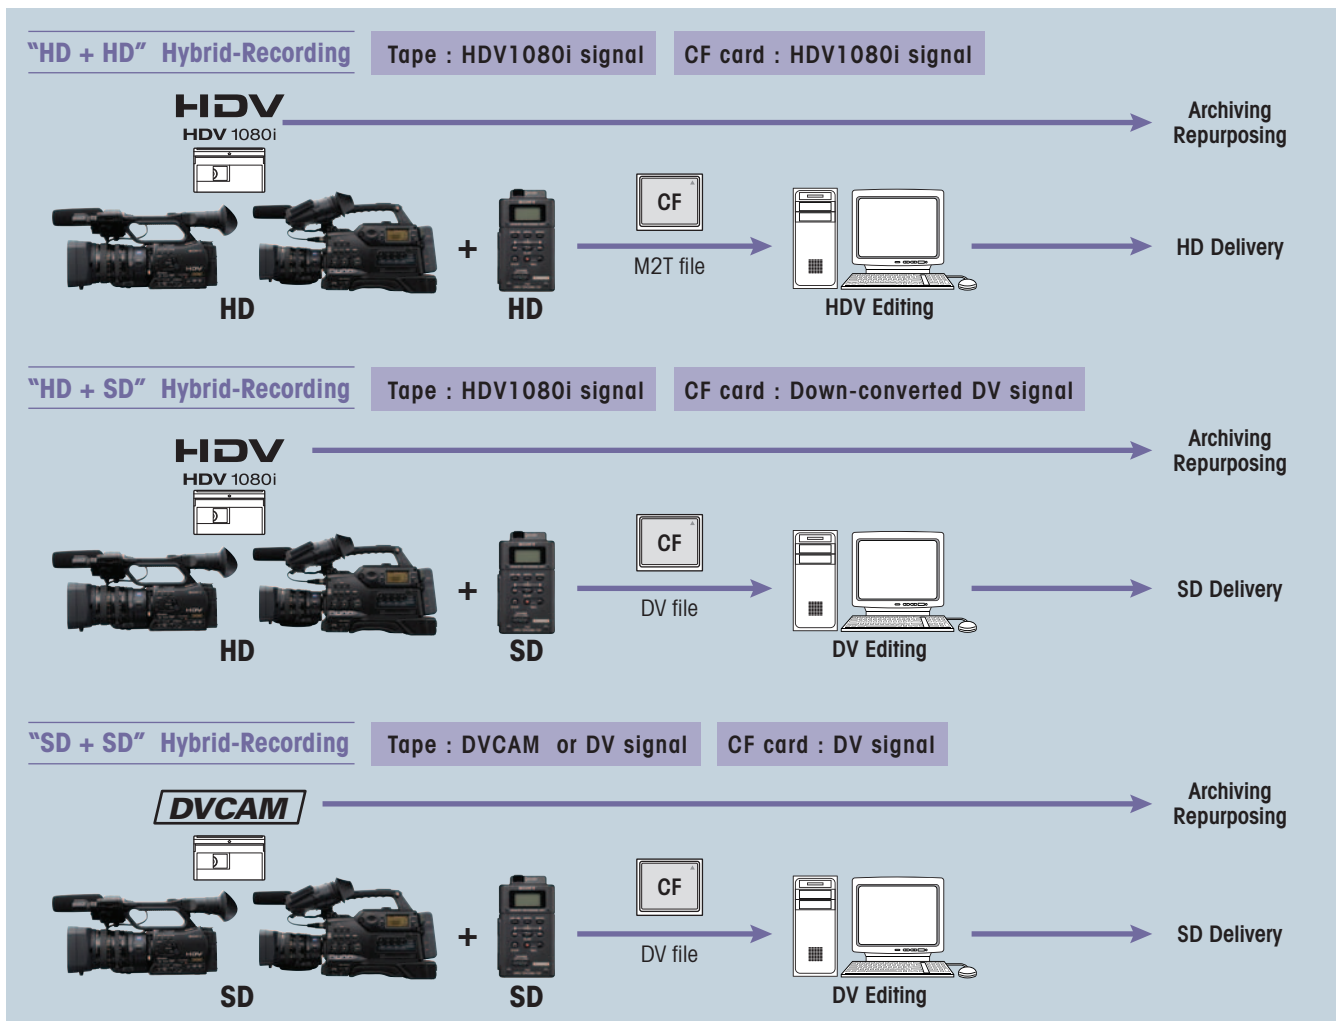 “HD + HD” Hybrid-Recording
Tape : HDV1080i signal
CF card : HDV1080i signal
HDV
HDV 1080i
Archiving
Repurposing
CF
M2T file
HD Delivery
HDV Editing
HD
+
HD
“HD + SD” Hybrid-Recording
Tape : HDV1080i signal
CF card : Down-converted DV signal
HDV
HDV 1080i
Archiving
Repurposing
CF
DV file
SD Delivery
DV Editing
HD
+
SD
“SD + SD” Hybrid-Recording
Tape : DVCAM or DV signal
CF card : DV signal
DVCAM
Archiving
Repurposing
CF
DV file
SD Delivery
DV Editing
SD
+
SD